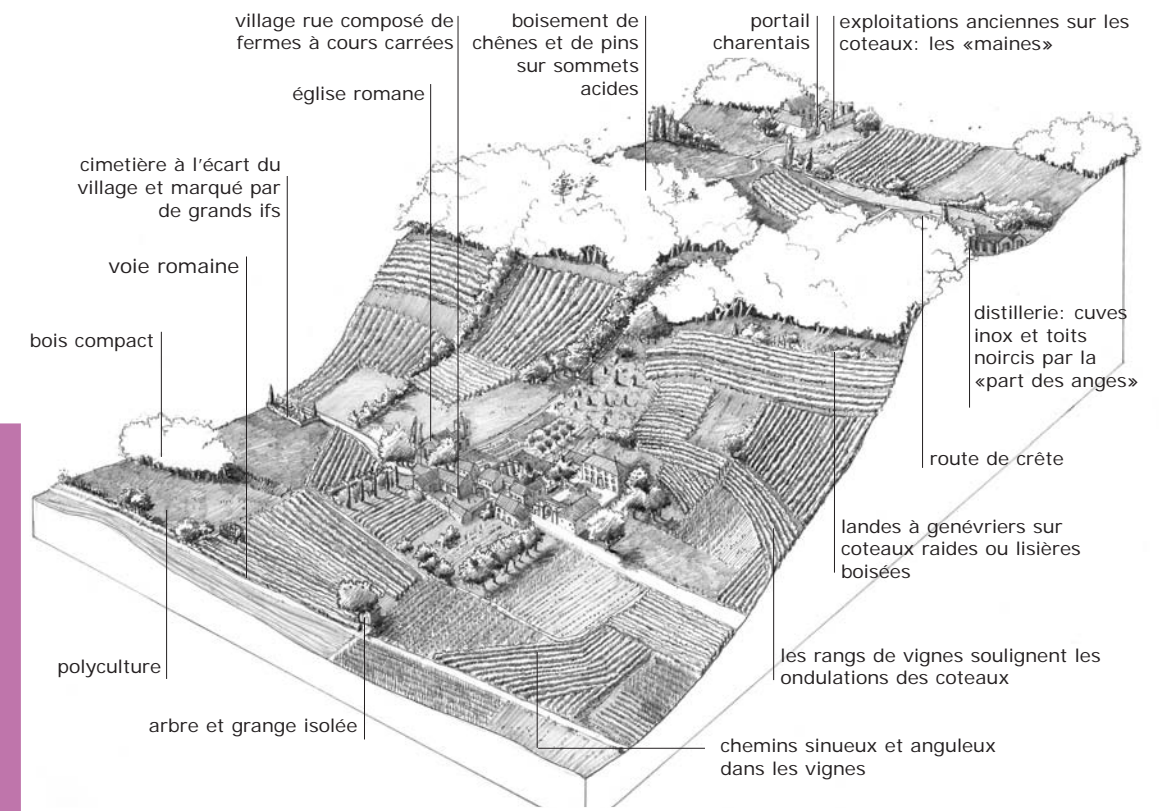 village rue composé de
fermes à cours carrées
boisement de
chênes et de pins
sur sommets
acides
portail
charentais
exploitations anciennes sur les
coteaux: les «maines»
église romane
cimetière à l'écart du
village et marqué par
de grands ifs
voie romaine
bois compact
distillerie: cuves
inox et toits
noircis par la
«part des anges»
route de crête
landes à genévriers sur
coteaux raides ou lisières
boisées
polyculture
les rangs de vignes soulignent les
ondulations des coteaux
arbre et grange isolée
chemins sinueux et anguleux
dans les vignes